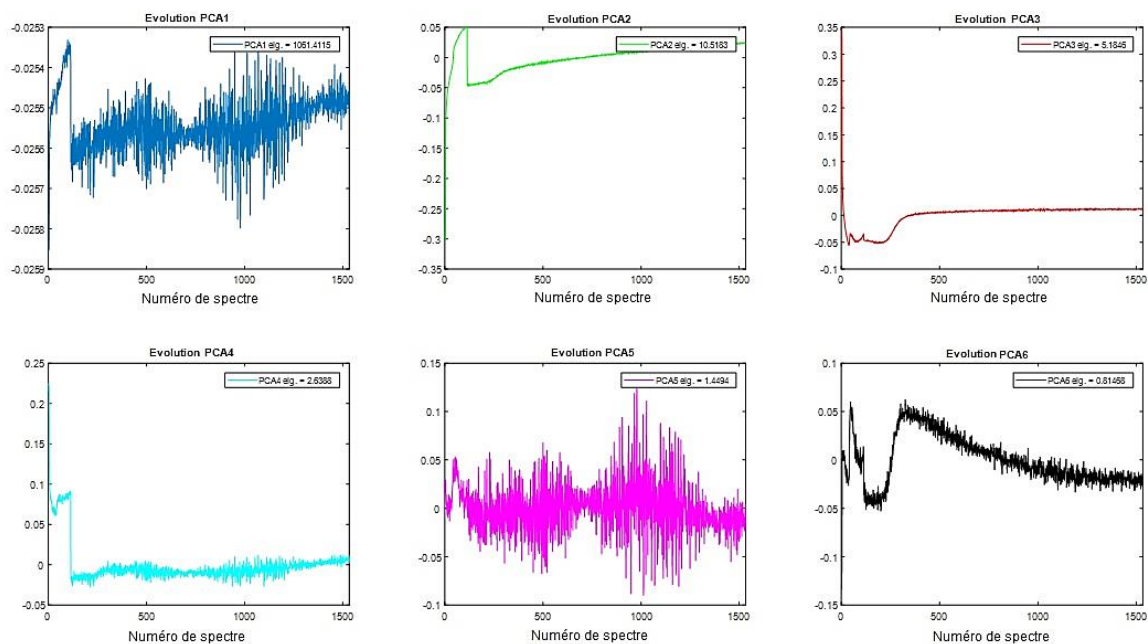 Evolution PCA1
PCA1 eig. = 1061.4115
-0.0253
-0.0254
-0.0255
-0.0256
-0.0257
-0.0258
-0.0259
0 500 1000 1500
Numéro de spectre
Evolution PCA2
PCA2 eig. = 10.5183
0.05
0
-0.05
-0.1
-0.15
-0.2
-0.25
-0.3
-0.35
0 500 1000 1500
Numéro de spectre
Evolution PCA3
PCA3 eig. = 5.1846
0.35
0.3
0.25
0.2
0.15
0.1
0.05
0
-0.05
-0.1
0 500 1000 1500
Numéro de spectre
Evolution PCA4
PCA4 eig. = 2.6388
0.25
0.2
0.15
0.1
0.05
0
-0.05
0 500 1000 1500
Numéro de spectre
Evolution PCA5
PCA5 eig. = 1.4494
0.15
0.1
0.05
0
-0.05
-0.1
0 500 1000 1500
Numéro de spectre
Evolution PCA6
PCA6 eig. = 0.81468
0.1
0.05
0
-0.05
-0.1
-0.15
0 500 1000 1500
Numéro de spectre